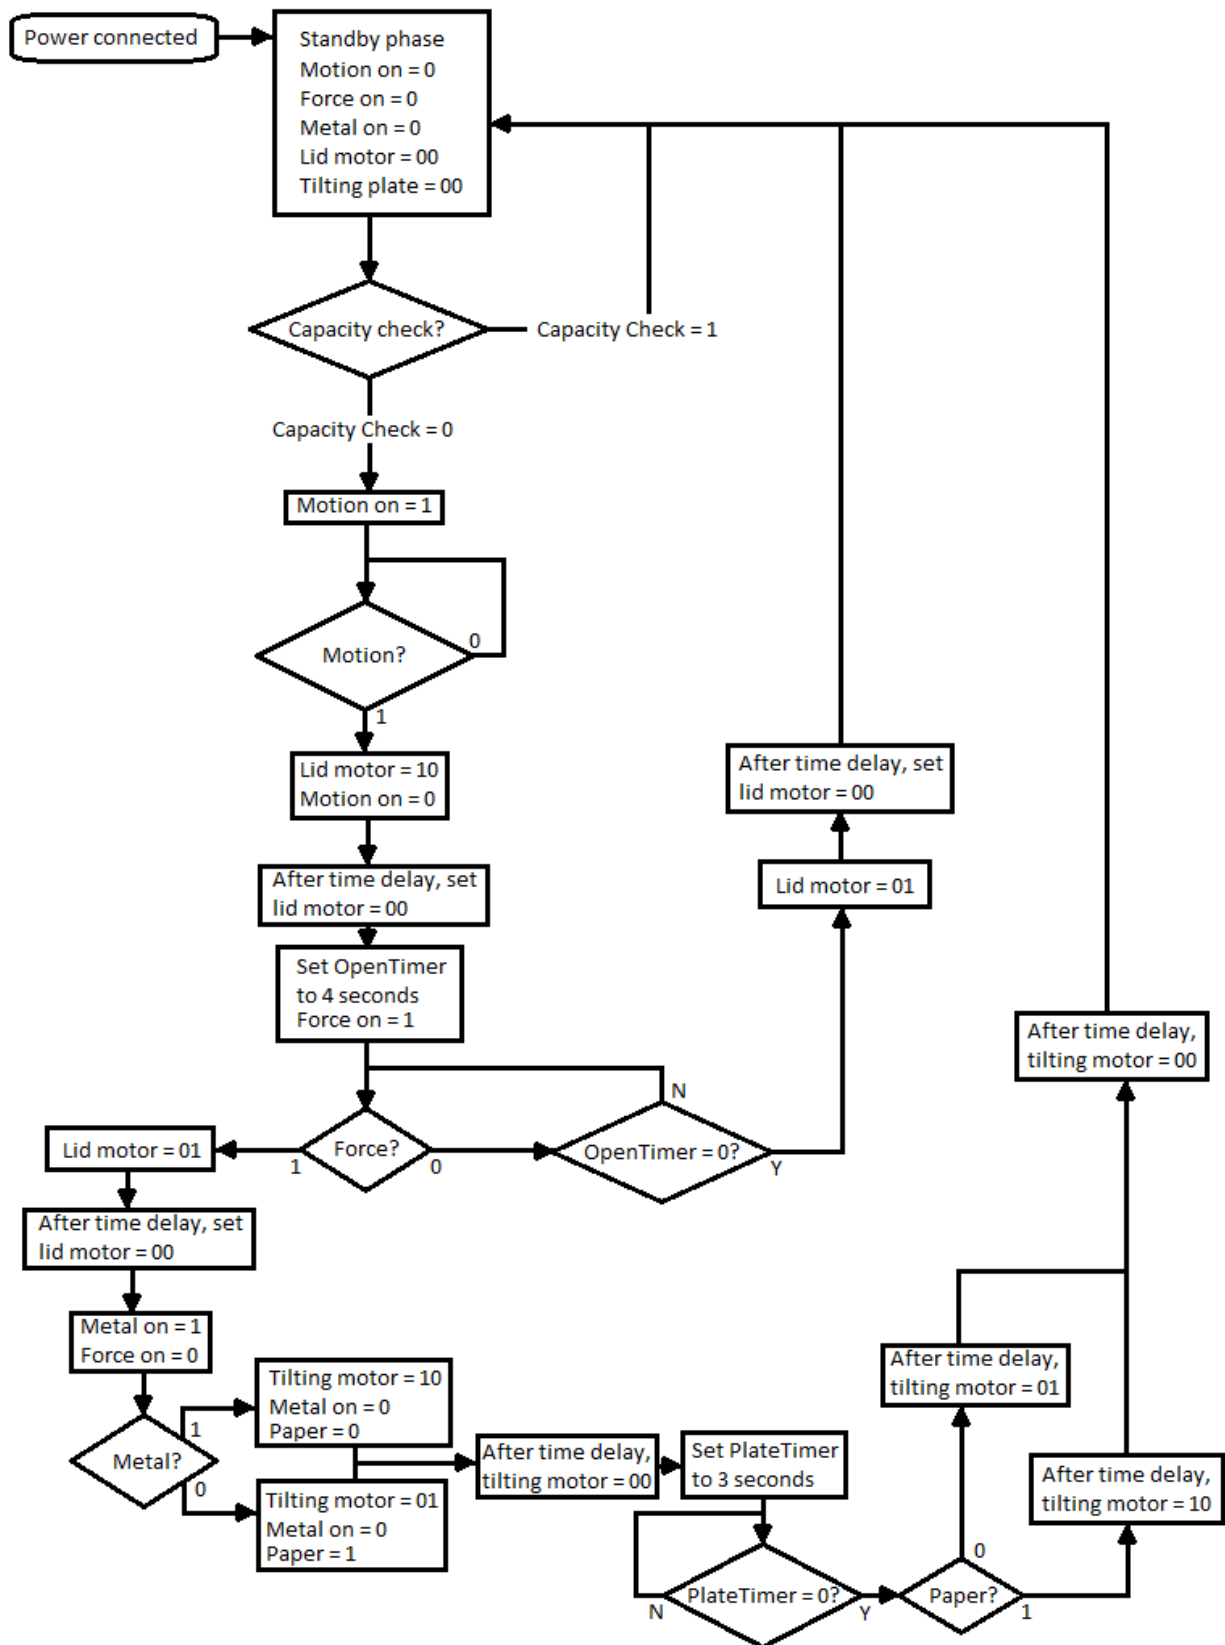 Power connected
Standby phase
Motion on = 0
Force on = 0
Metal on = 0
Lid motor = 00
Tilting plate = 00
Capacity check?
Capacity Check = 1
Capacity Check = 0
Motion on = 1
Motion?
0
1
Lid motor = 10
Motion on = 0
After time delay, set
lid motor = 00
Set OpenTimer
to 4 seconds
Force on = 1
Force?
1
0
OpenTimer = 0?
N
Y
Lid motor = 01
After time delay, set
lid motor = 00
Lid motor = 01
After time delay, set
lid motor = 00
Metal on = 1
Force on = 0
Metal?
1
0
Tilting motor = 10
Metal on = 0
Paper = 0
Tilting motor = 01
Metal on = 0
Paper = 1
After time delay,
tilting motor = 00
Set PlateTimer
to 3 seconds
PlateTimer = 0?
N
Y
Paper?
0
1
After time delay,
tilting motor = 01
After time delay,
tilting motor = 10
After time delay,
tilting motor = 00